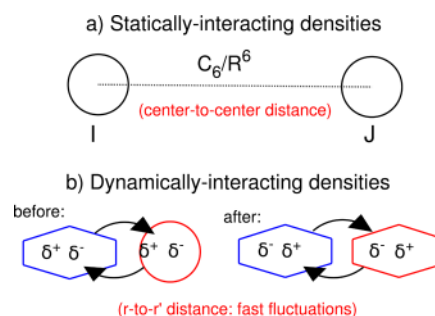 a) Statically-interacting densities
C₆/R⁶
(center-to-center distance)
I J
b) Dynamically-interacting densities
before: after:
δ⁺ δ⁻ δ⁺ δ⁻ δ⁻ δ⁺ δ⁻ δ⁺
(r-to-r' distance: fast fluctuations)